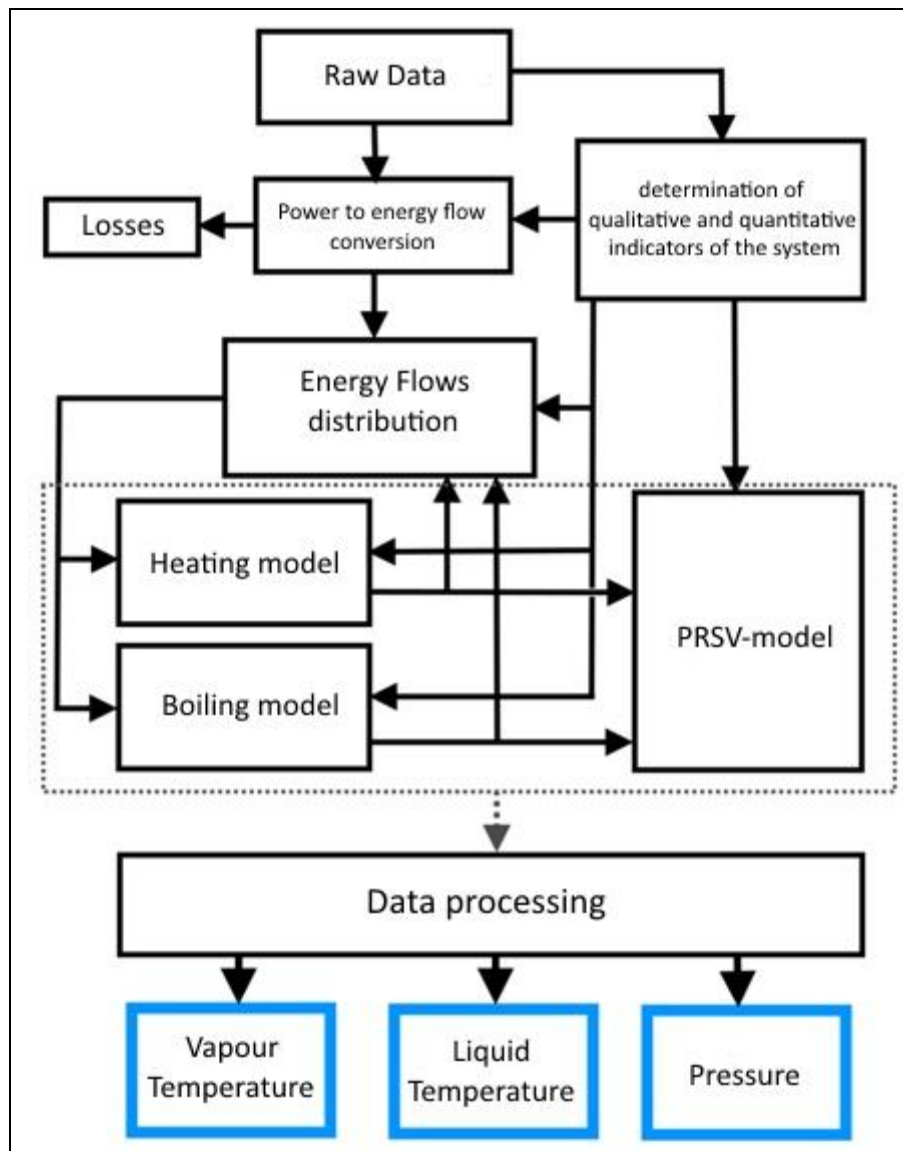 Raw Data
determination of
qualitative and quantitative
indicators of the system
Power to energy flow
conversion
Losses
Energy Flows
distribution
Heating model
PRSV-model
Boiling model
Data processing
Vapour
Temperature
Liquid
Temperature
Pressure